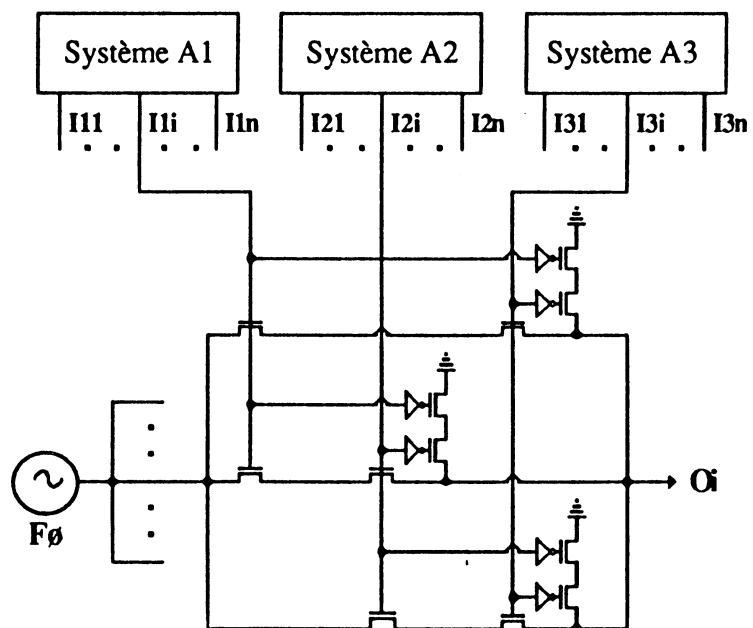 Système A1 Système A2 Système A3
I11 I1i I1n I21 I2i I2n I31 I3i I3n
Oi
Fø